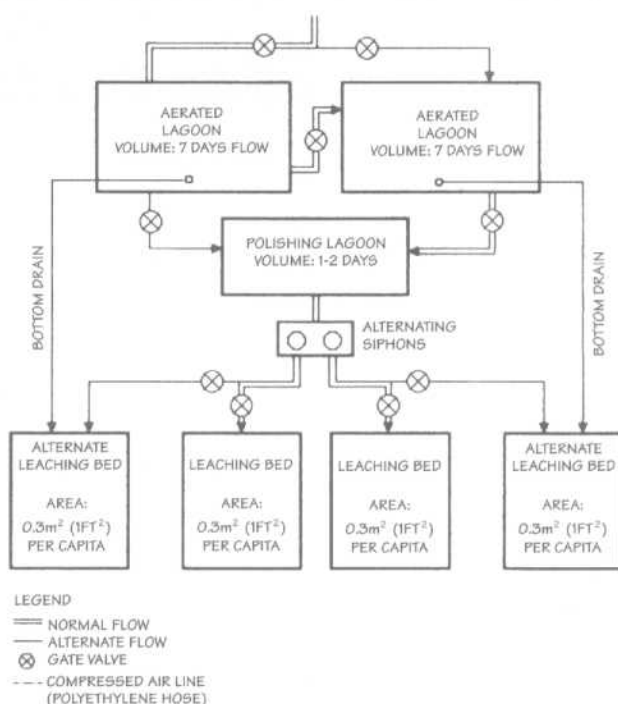 AERATED
LAGOON
VOLUME: 7 DAYS FLOW
AERATED
LAGOON
VOLUME: 7 DAYS FLOW
POLISHING LAGOON
VOLUME: 1-2 DAYS
BOTTOM DRAIN
BOTTOM DRAIN
ALTERNATING
SIPHONS
ALTERNATE
LEACHING BED
AREA:
0.3m² (1FT²)
PER CAPITA
LEACHING BED
AREA:
0.3m² (1FT²)
PER CAPITA
LEACHING BED
AREA:
0.3m² (1FT²)
PER CAPITA
ALTERNATE
LEACHING BED
AREA:
0.3m² (1FT²)
PER CAPITA
LEGEND
NORMAL FLOW
ALTERNATE FLOW
GATE VALVE
COMPRESSED AIR LINE
(POLYETHYLENE HOSE)